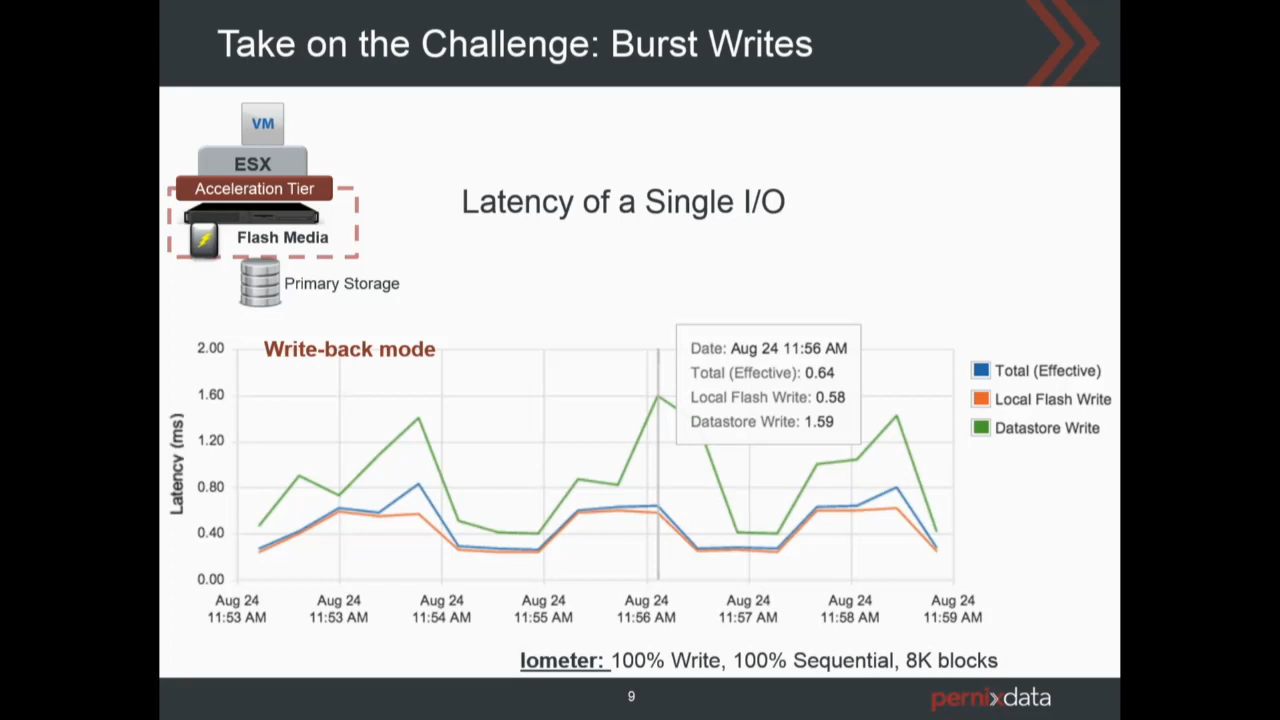 Take on the Challenge: Burst Writes
VM
ESX
Acceleration Tier
Flash Media
Primary Storage
Latency of a Single I/O
Write-back mode
Latency (ms)
2.00
1.60
1.20
0.80
0.40
0.00
Date: Aug 24 11:56 AM
Total (Effective): 0.64
Local Flash Write: 0.58
Datastore Write: 1.59
Total (Effective)
Local Flash Write
Datastore Write
Aug 24 Aug 24 Aug 24 Aug 24 Aug 24 Aug 24 Aug 24 Aug 24
11:53 AM 11:53 AM 11:54 AM 11:55 AM 11:56 AM 11:57 AM 11:58 AM 11:59 AM
Iometer: 100% Write, 100% Sequential, 8K blocks
9
pernixdata